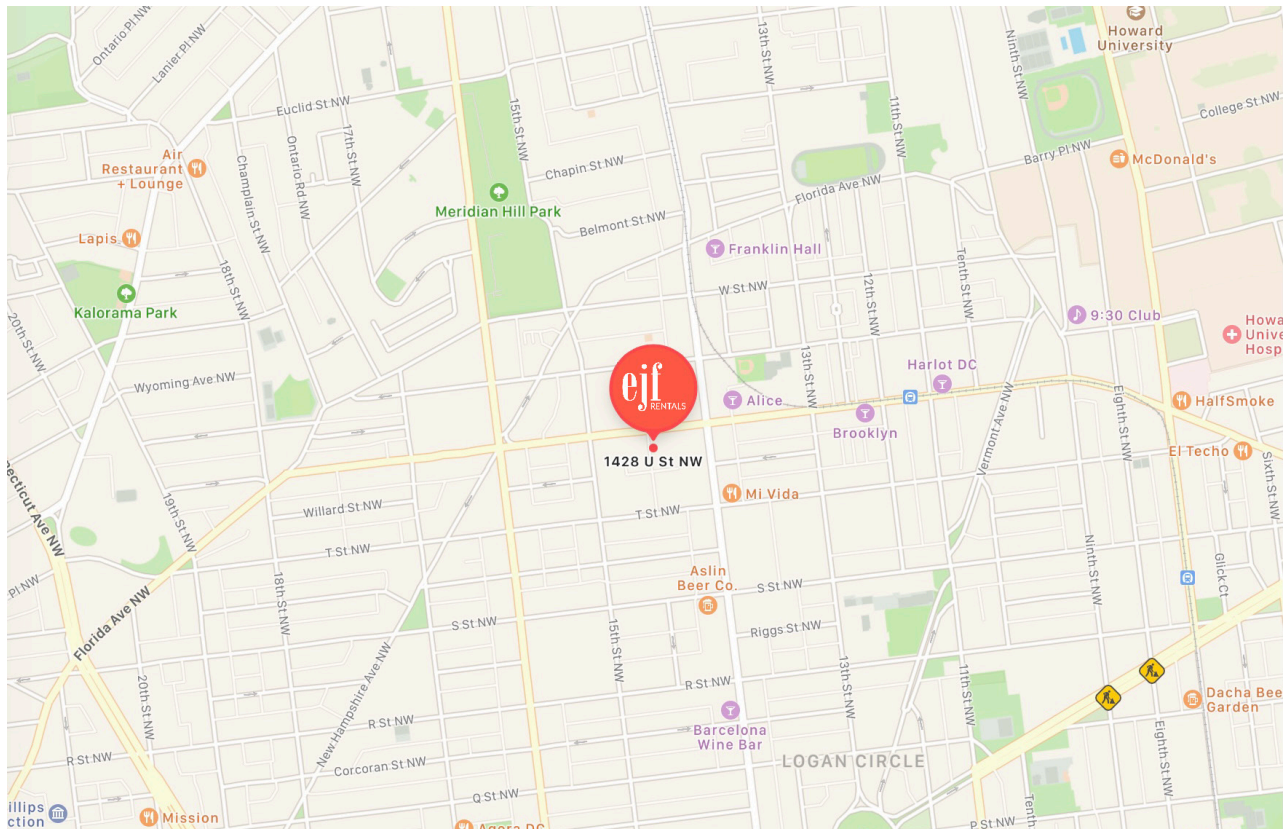 Ontario Pl NW
Lanier Pl NW
13th St NW
Ninth St NW
Howard
University
Euclid St NW
15th St NW
11th St NW
College St NW
17th St NW
Ontario Rd NW
Champlain St NW
Air
Restaurant
+ Lounge
Chapin St NW
Barry Pl NW
McDonald's
Florida Ave NW
Meridian Hill Park
Belmont St NW
Lapis
Franklin Hall
Tenth St NW
18th St NW
12th St NW
W St NW
Kalorama Park
9:30 Club
20th St NW
13th St NW
Harlot DC
Wyoming Ave NW
ejf
RENTALS
Alice
Eighth St NW
HalfSmoke
Brooklyn
Vermont Ave NW
El Techo
1428 U St NW
Sixth St NW
Mi Vida
19th St NW
Willard St NW
T St NW
T St NW
Ninth St NW
Glick Ct
Aslin
Beer Co.
S St NW
Pl NW
18th St NW
Florida Ave NW
S St NW
15th St NW
Riggs St NW
13th St NW
11th St NW
20th St NW
New Hampshire Ave NW
R St NW
Dacha Bee
Garden
R St NW
Barcelona
Wine Bar
Eighth St NW
R St NW
Corcoran St NW
LOGAN CIRCLE
Q St NW
Tenth St
Mission
P St NW